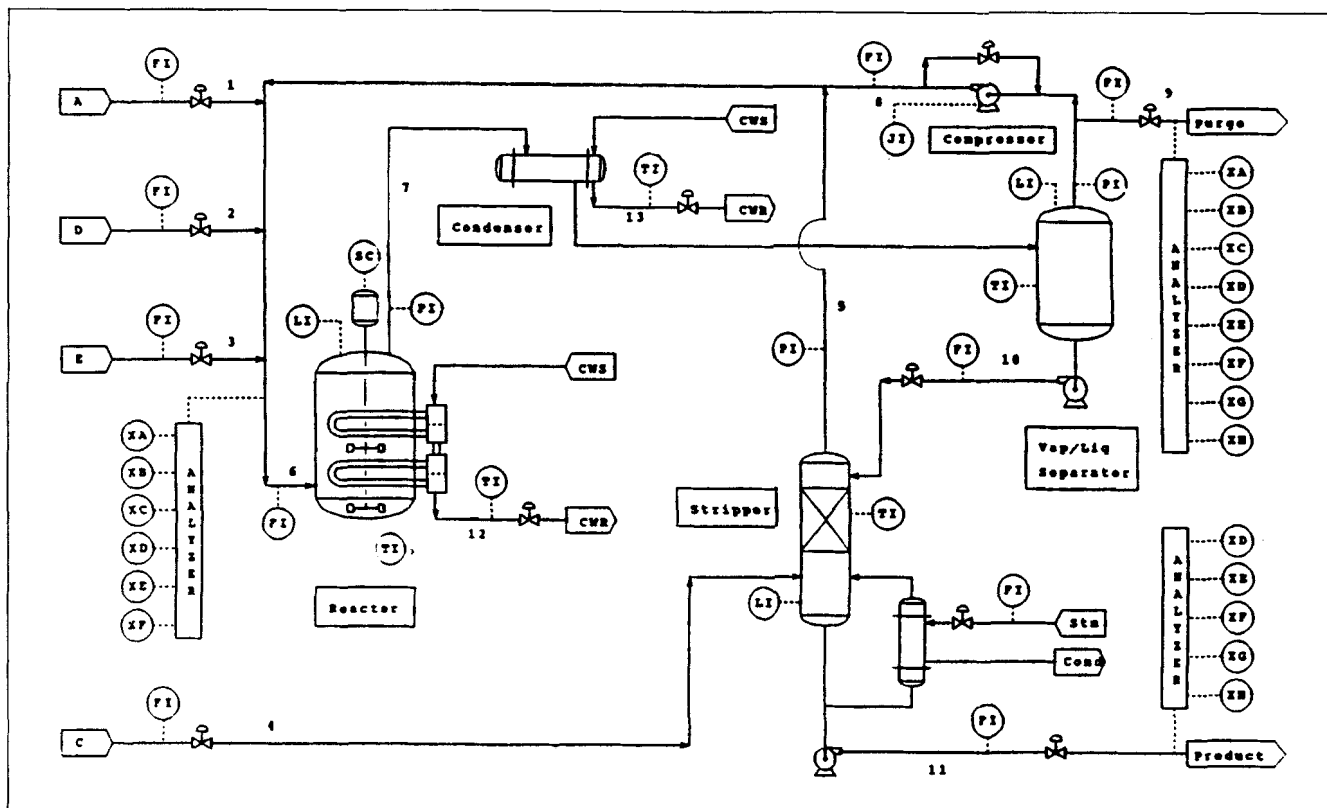 FI
A
1
FI
D
2
FI
E
3
FI
C
4
XA
XB
XC
XD
XE
XF
ANALYZER
6
FI
LI
SC
PI
7
TI
Reactor
CWS
TI
12
CWR
Condenser
CWS
TI
13
CWR
FI
8
JI
Compressor
FI
9
Purge
LI
PI
TI
Vap/Liq
Separator
FI
10
5
PI
Stripper
TI
LI
FI
Stm
Cond
FI
11
Product
ANALYZER
XA
XB
XC
XD
XE
XF
XG
XH
ANALYZER
XD
XE
XF
XG
XH